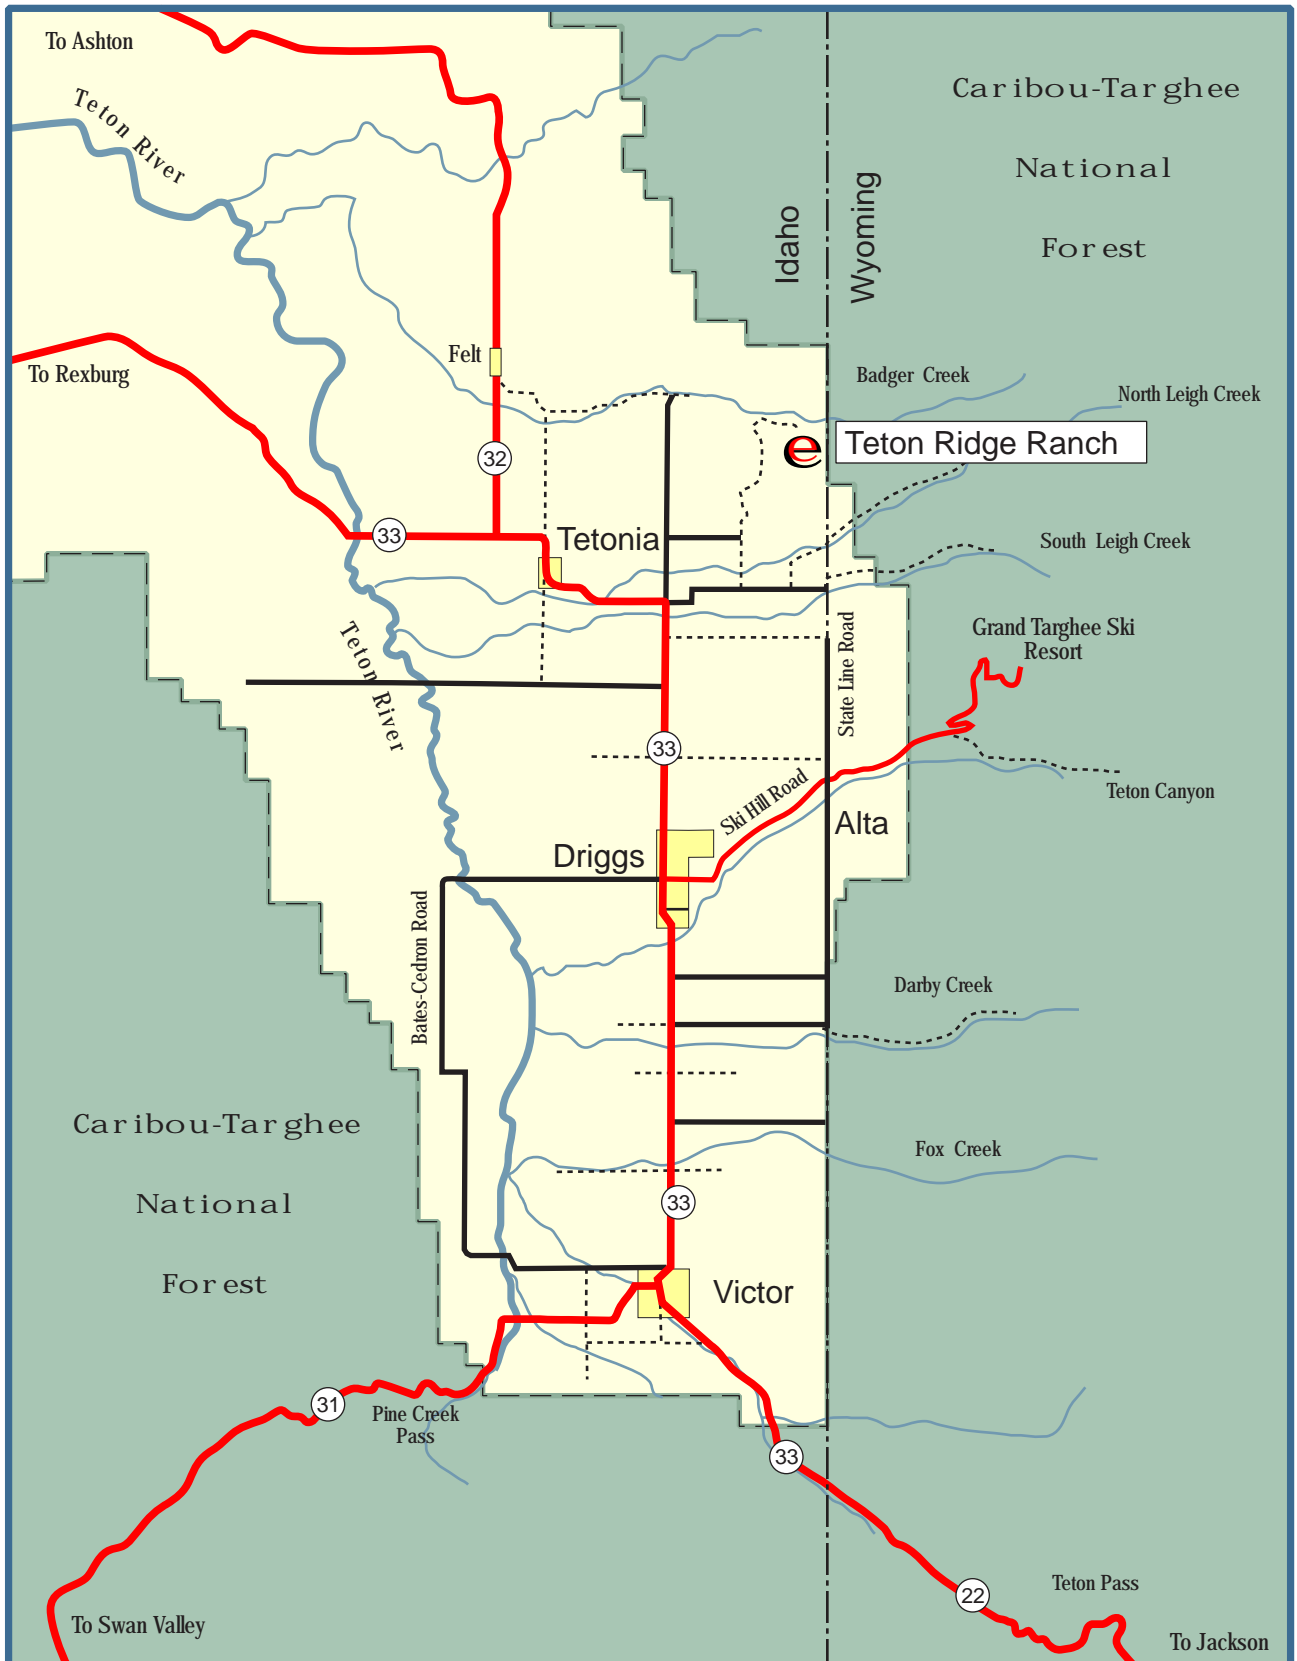 To Ashton
Teton River
Caribou-Targhee
National
Forest
Idaho
Wyoming
To Rexburg
Felt
Badger Creek
North Leigh Creek
e
Teton Ridge Ranch
32
33
Tetonia
South Leigh Creek
Teton River
State Line Road
Grand Targhee Ski
Resort
33
Ski Hill Road
Teton Canyon
Alta
Driggs
Bates-Cedron Road
Darby Creek
Caribou-Targhee
National
Forest
Fox Creek
33
Victor
31
Pine Creek
Pass
33
22
Teton Pass
To Swan Valley
To Jackson